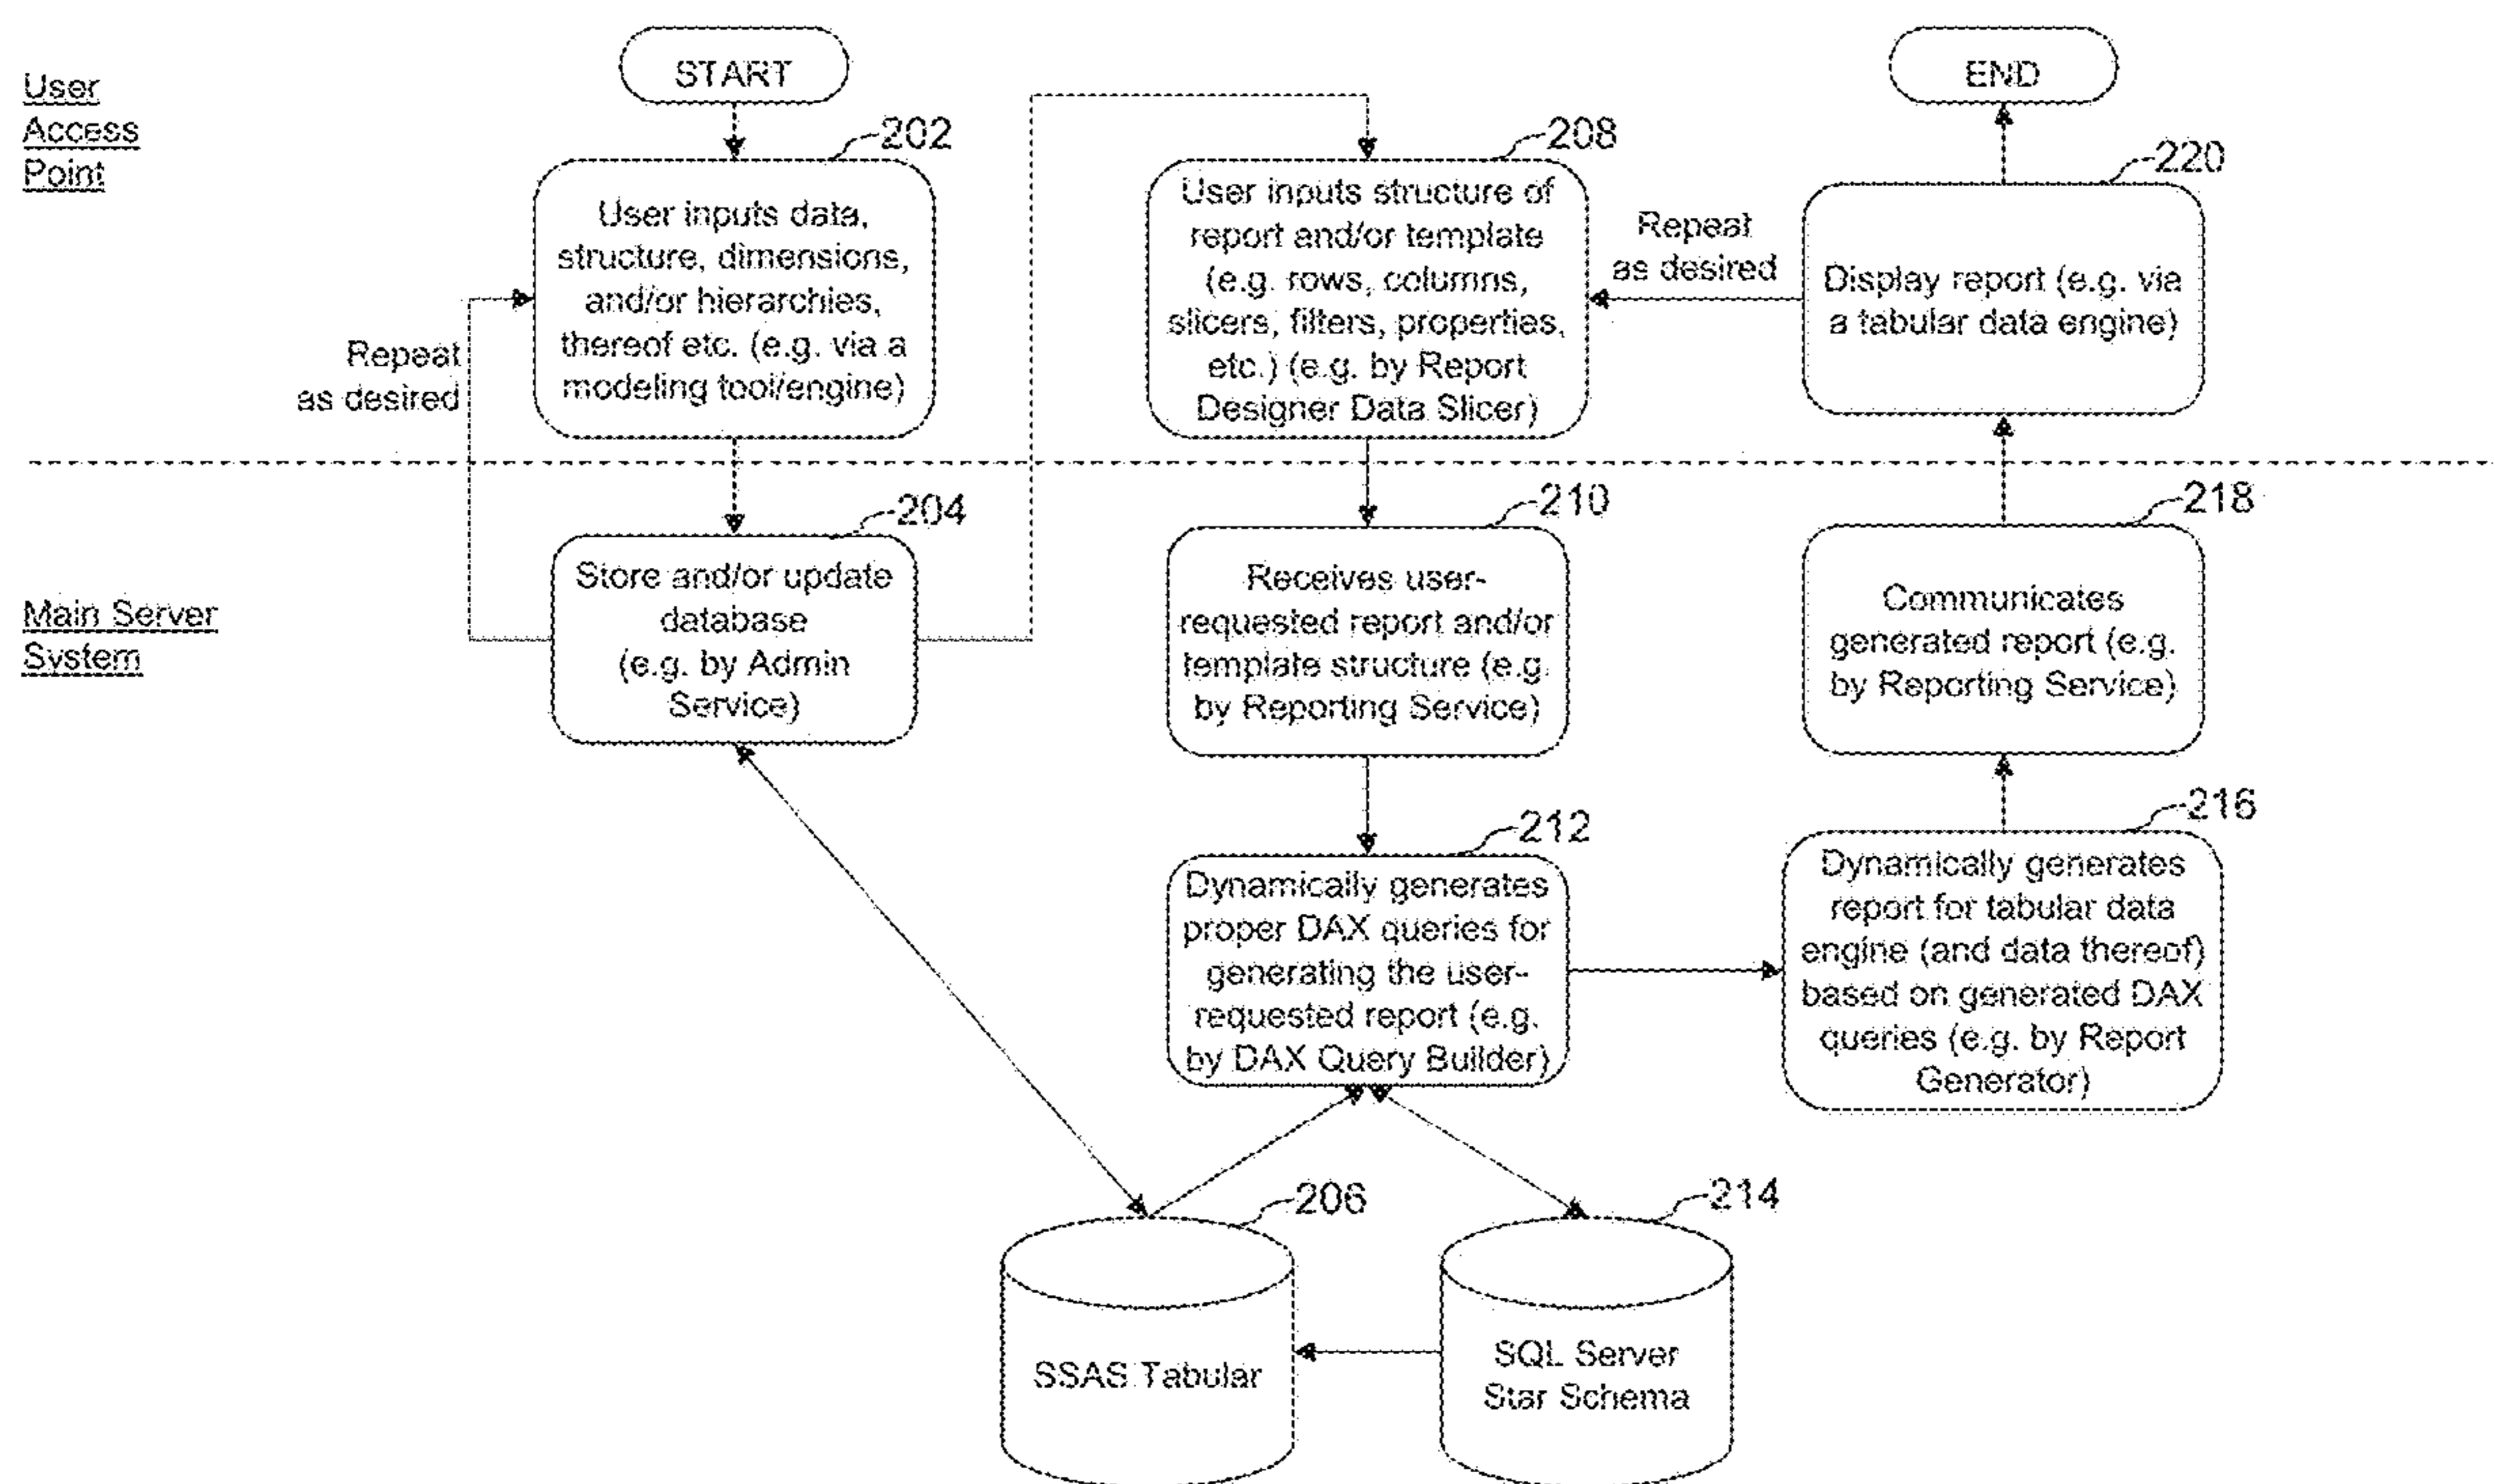 User
Access
Point
START
202
User inputs data,
structure, dimensions,
and/or hierarchies,
thereof etc. (e.g. via a
modeling tool/engine)
Repeat
as desired
208
User inputs structure of
report and/or template
(e.g. rows, columns,
slicers, filters, properties,
etc.) (e.g. by Report
Designer Data Slicer)
Repeat
as desired
END
220
Display report (e.g. via
a tabular data engine)
Main Server
System
204
Store and/or update
database
(e.g. by Admin
Service)
210
Receives user-
requested report and/or
template structure (e.g.
by Reporting Service)
218
Communicates
generated report (e.g.
by Reporting Service)
212
Dynamically generates
proper DAX queries for
generating the user-
requested report (e.g.
by DAX Query Builder)
216
Dynamically generates
report for tabular data
engine (and data thereof)
based on generated DAX
queries (e.g. by Report
Generator)
206
SSAS Tabular
214
SQL Server
Star Schema